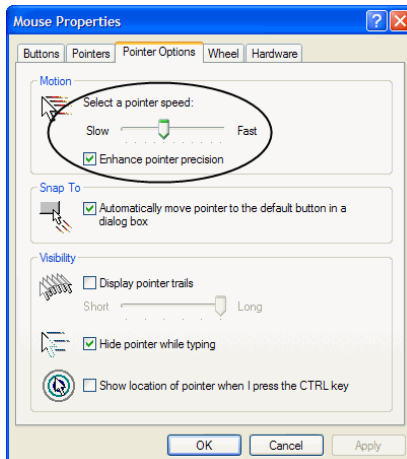 Mouse Properties
Buttons Pointers Pointer Options Wheel Hardware
Motion
Select a pointer speed:
Slow Fast
Enhance pointer precision
Snap To
Automatically move pointer to the default button in a
dialog box
Visibility
Display pointer trails
Short Long
Hide pointer while typing
Show location of pointer when I press the CTRL key
OK Cancel Apply